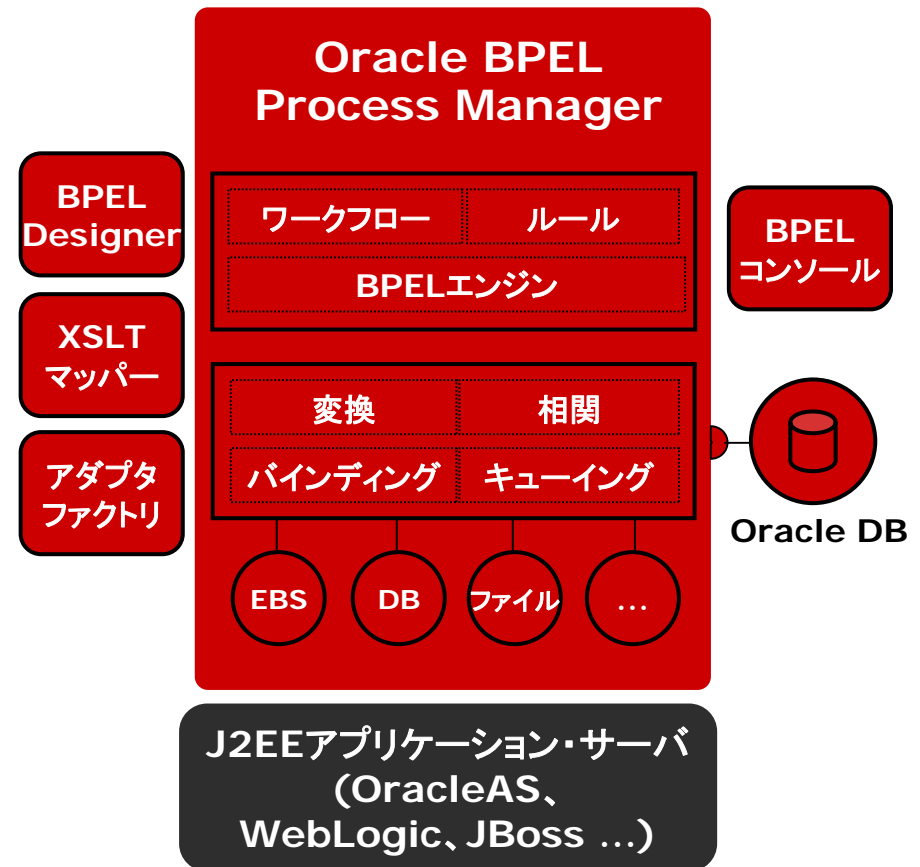 Oracle BPEL
Process Manager
BPEL
Designer
XSLT
マッパー
アダプタ
ファクトリ
ワークフロー
ルール
BPELエンジン
変換
相関
バインディング
キューイング
EBS
DB
ファイル
...
BPEL
コンソール
Oracle DB
J2EEアプリケーション・サーバ
(OracleAS、
WebLogic、JBoss ...)